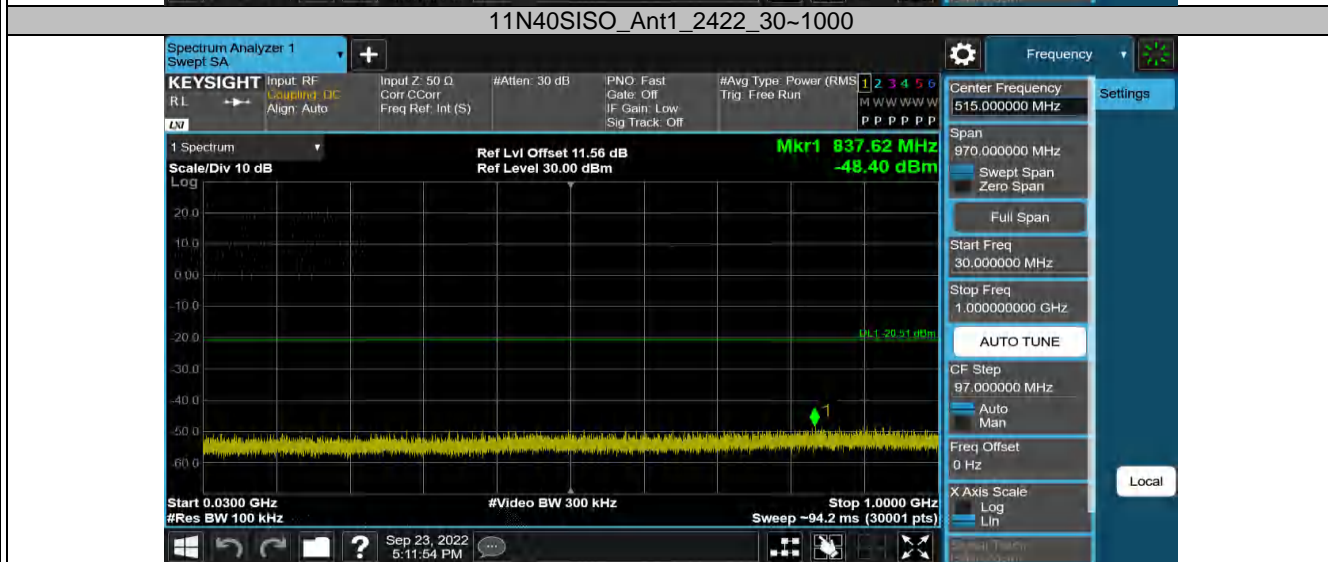 11N40SISO_Ant1_2422_30~1000
Spectrum Analyzer 1
Swept SA
+
Frequency
KEYSIGHT
RL
LXI
Input: RF
Coupling: DC
Align: Auto
Input Z: 50 Ω
Corr CCorr
Freq Ref: Int (S)
#Atten: 30 dB
PNO: Fast
Gate: Off
IF Gain: Low
Sig Track: Off
#Avg Type: Power (RMS
Trig: Free Run
1 2 3 4 5 6
M W W W W W
P P P P P P
Center Frequency
515.000000 MHz
Settings
1 Spectrum
Scale/Div 10 dB
Log
Ref Lvl Offset 11.56 dB
Ref Level 30.00 dBm
Mkr1 837.62 MHz
-48.40 dBm
Span
970.000000 MHz
Swept Span
Zero Span
Full Span
Start Freq
30.000000 MHz
Stop Freq
1.000000000 GHz
AUTO TUNE
CF Step
97.000000 MHz
Auto
Man
Freq Offset
0 Hz
X Axis Scale
Log
Lin
Local
20.0
10.0
0.00
-10.0
-20.0
DL1 -20.51 dBm
-30.0
-40.0
1
-50.0
-60.0
Start 0.0300 GHz
#Res BW 100 kHz
#Video BW 300 kHz
Stop 1.0000 GHz
Sweep ~94.2 ms (30001 pts)
?
Sep 23, 2022
5:11:54 PM